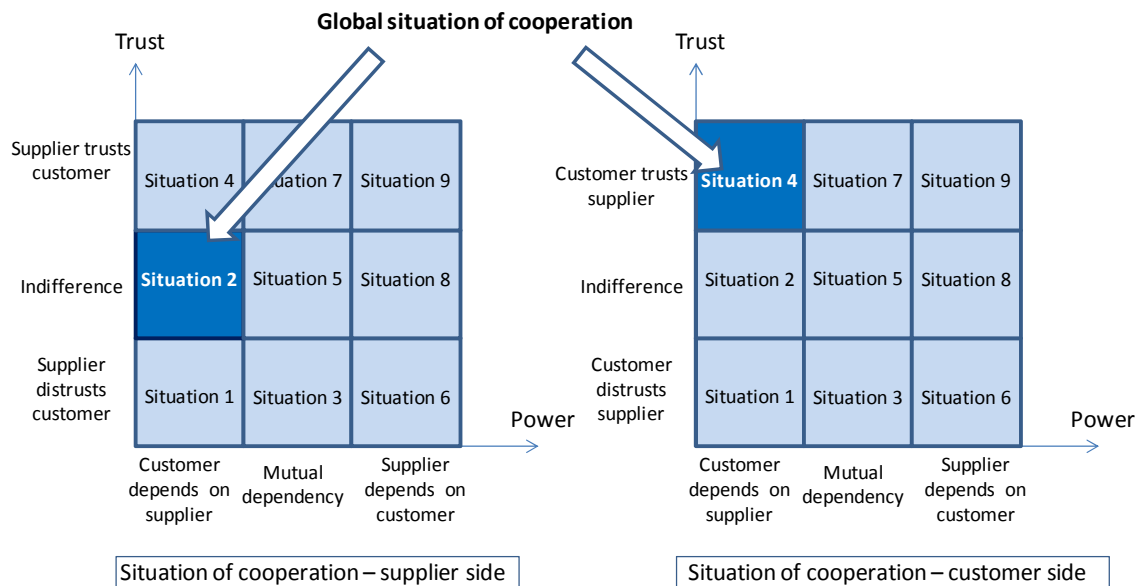 Global situation of cooperation
Trust
Supplier trusts
customer
Indifference
Supplier
distrusts
customer
Situation 4
tuation 7
Situation 9
Situation 2
Situation 5
Situation 8
Situation 1
Situation 3
Situation 6
Power
Customer
depends on
supplier
Mutual
dependency
Supplier
depends on
customer
Situation of cooperation – supplier side
Trust
Customer trusts
supplier
Indifference
Customer
distrusts
supplier
Situation 4
Situation 7
Situation 9
Situation 2
Situation 5
Situation 8
Situation 1
Situation 3
Situation 6
Power
Customer
depends on
supplier
Mutual
dependency
Supplier
depends on
customer
Situation of cooperation – customer side